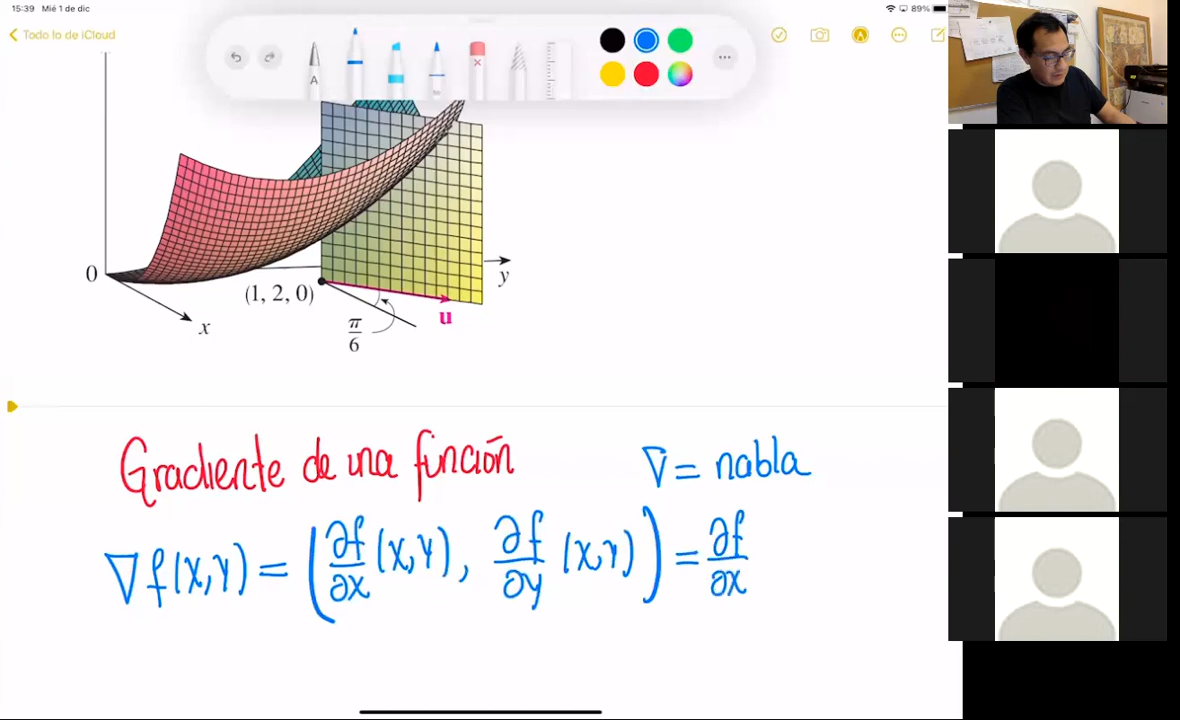 15:39 Mié 1 de dic
89%
Todo lo de iCloud
A
50
0
(1, 2, 0)
y
x
π/6
u
Gradiente de una función
∇ = nabla
∇f(x,y) = (∂f/∂x (x,y), ∂f/∂y (x,y)) = ∂f/∂x